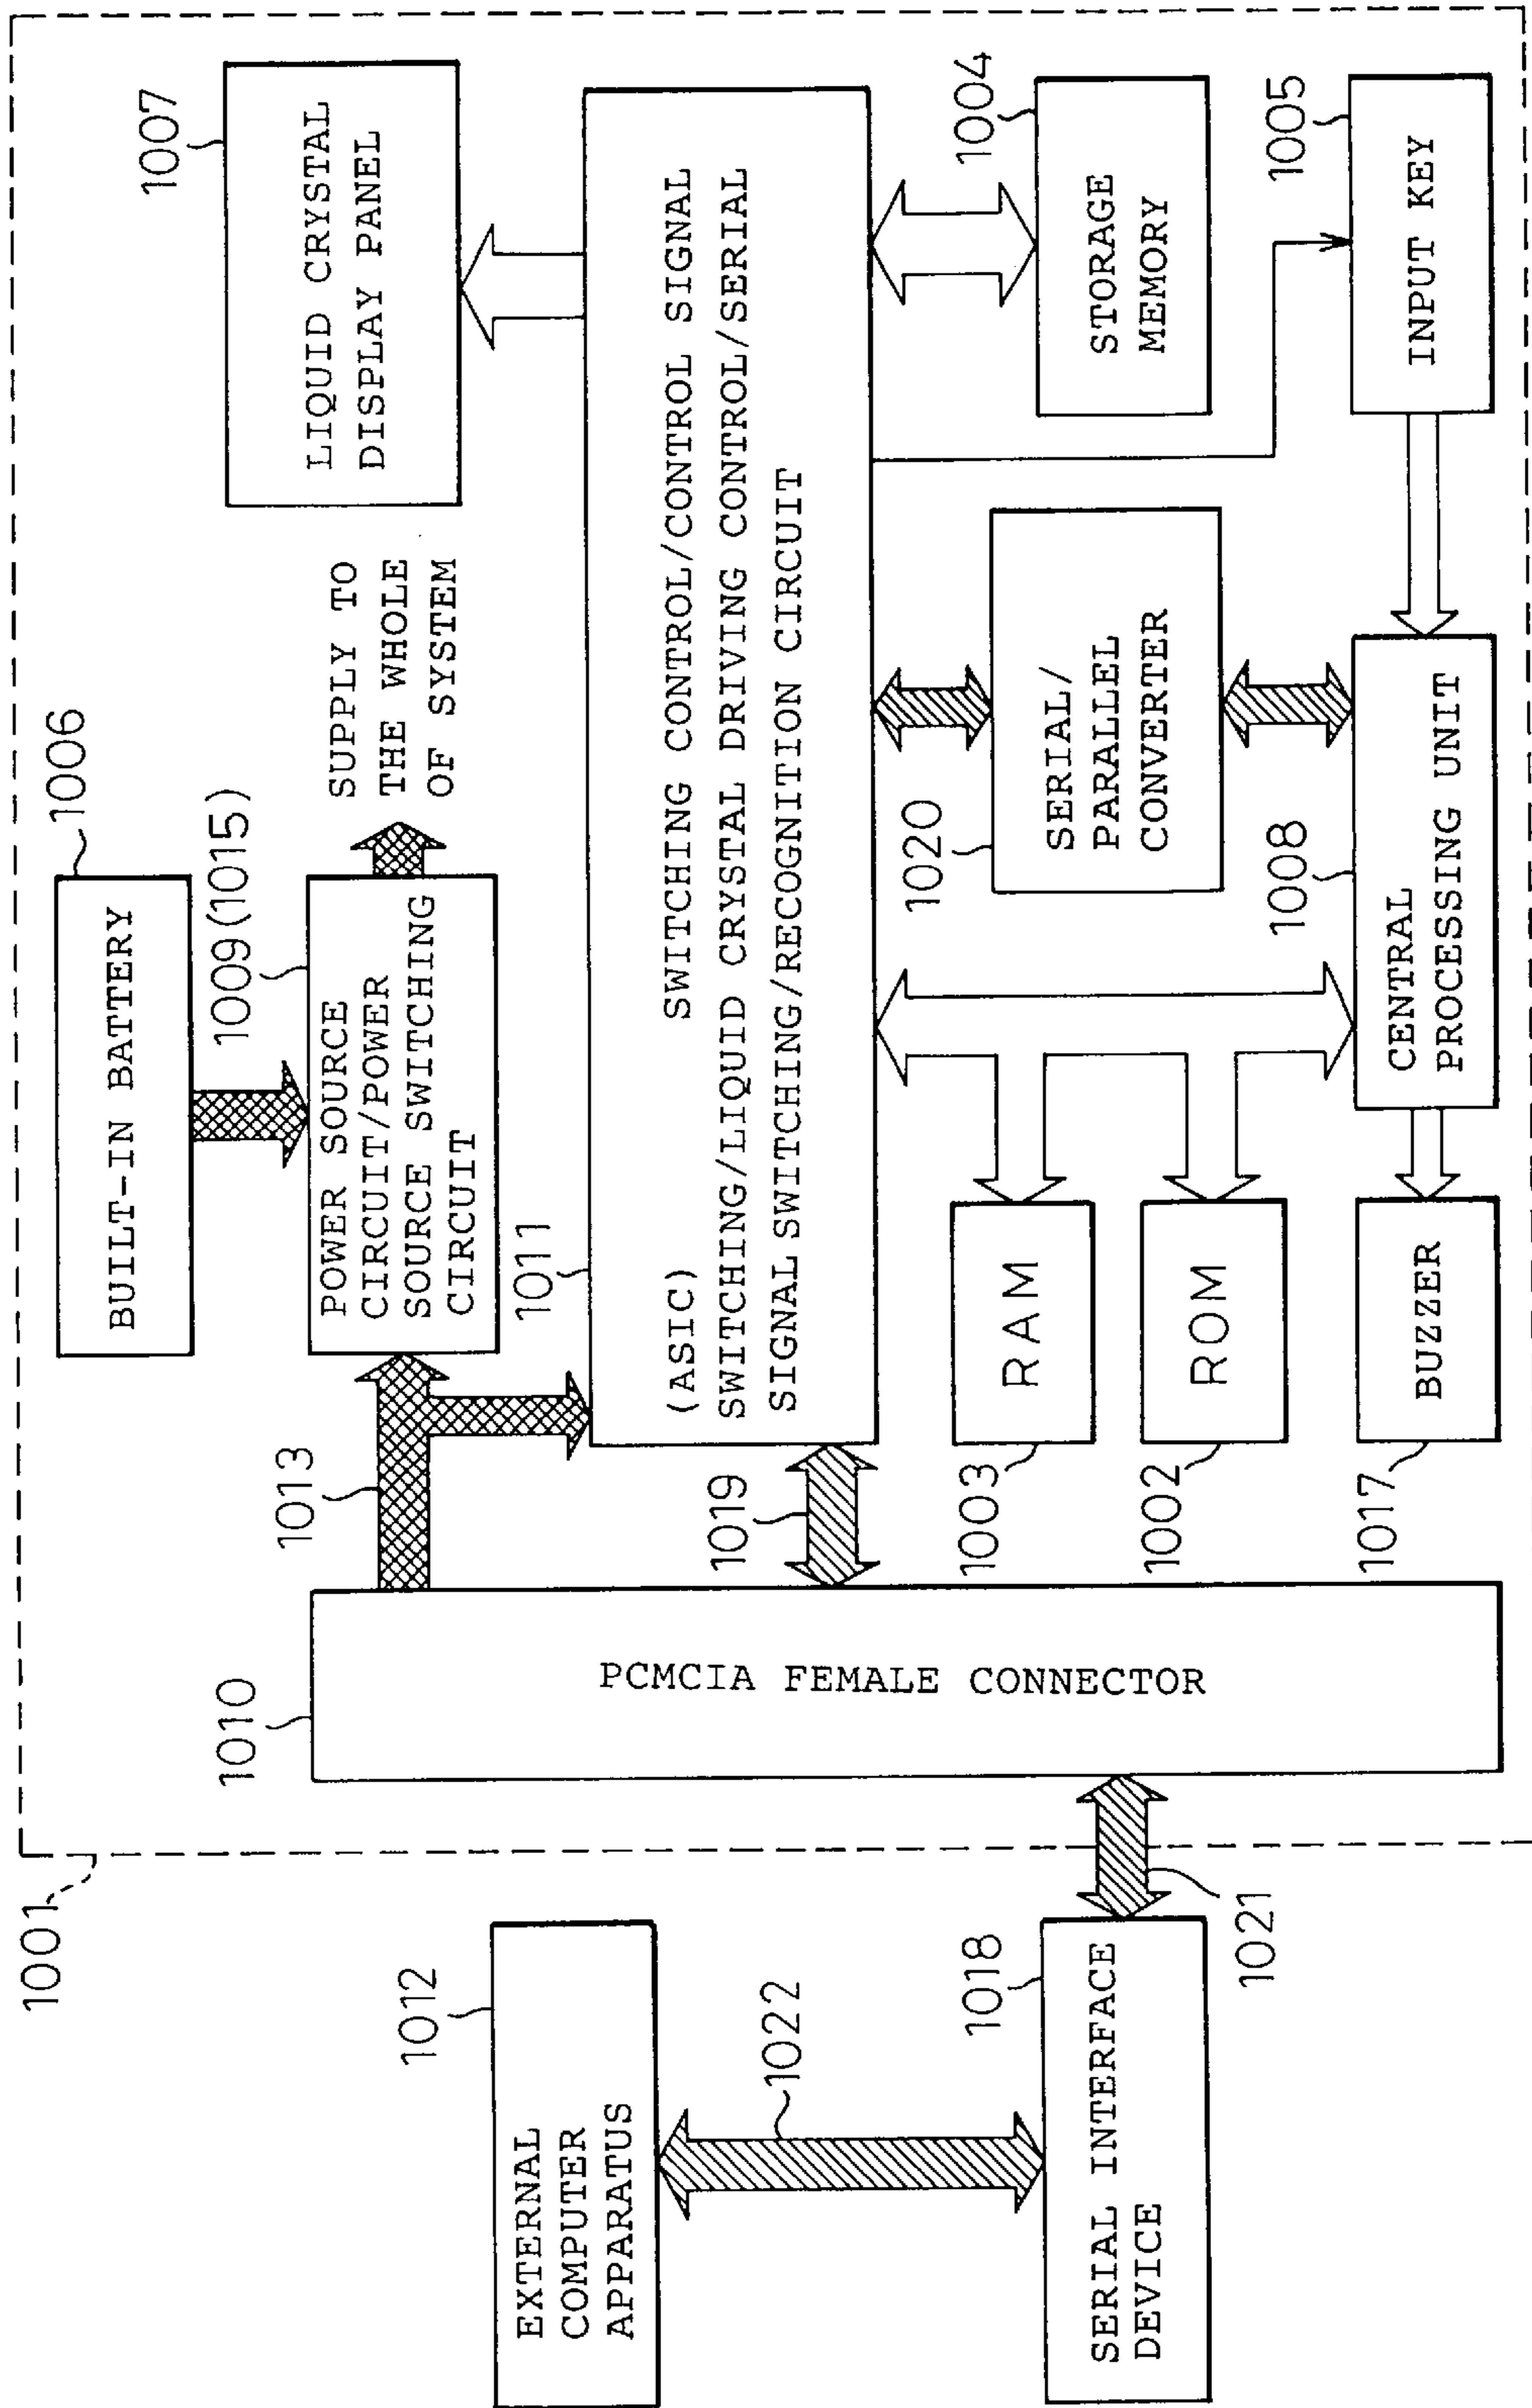 1001
1006
BUILT-IN BATTERY
1007
LIQUID CRYSTAL
DISPLAY PANEL
1009(1015)
POWER SOURCE
CIRCUIT/POWER
SOURCE SWITCHING
CIRCUIT
SUPPLY TO
THE WHOLE
OF SYSTEM
1010
PCMCIA FEMALE CONNECTOR
1013
1011
(ASIC) SWITCHING CONTROL/CONTROL SIGNAL
SWITCHING/LIQUID CRYSTAL DRIVING CONTROL/SERIAL
SIGNAL SWITCHING/RECOGNITION CIRCUIT
1012
EXTERNAL
COMPUTER
APPARATUS
1022
1018
SERIAL INTERFACE
DEVICE
1021
1019
1003
RAM
1002
ROM
1017
BUZZER
1020
SERIAL/
PARALLEL
CONVERTER
1008
CENTRAL
PROCESSING UNIT
1004
STORAGE
MEMORY
1005
INPUT KEY